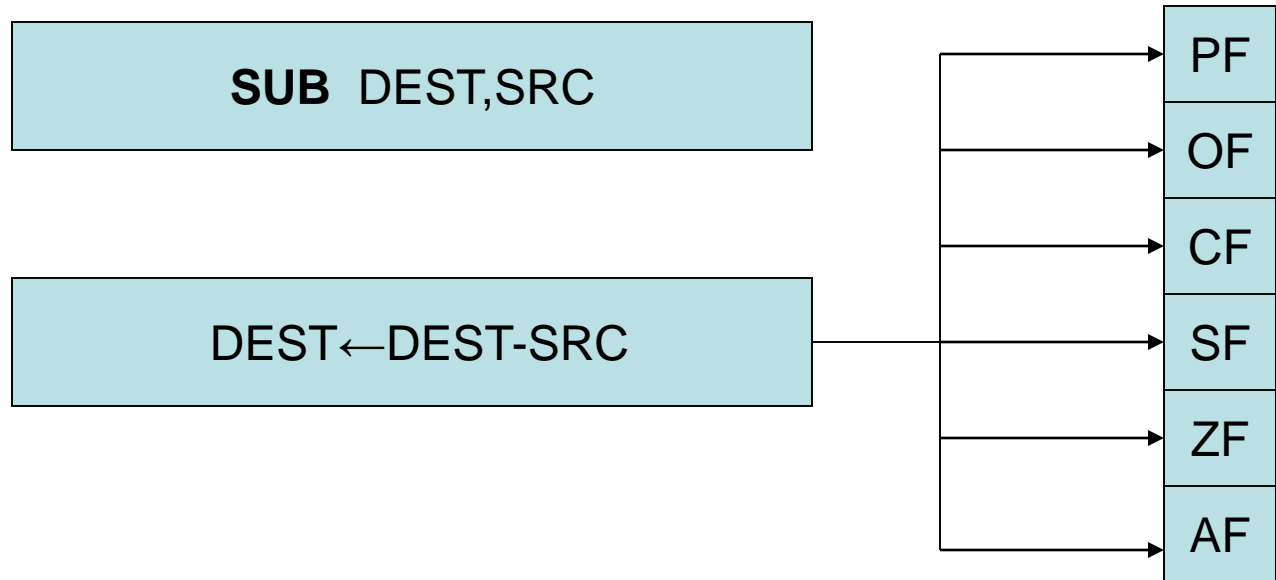 SUB DEST,SRC
DEST←DEST-SRC
PF
OF
CF
SF
ZF
AF